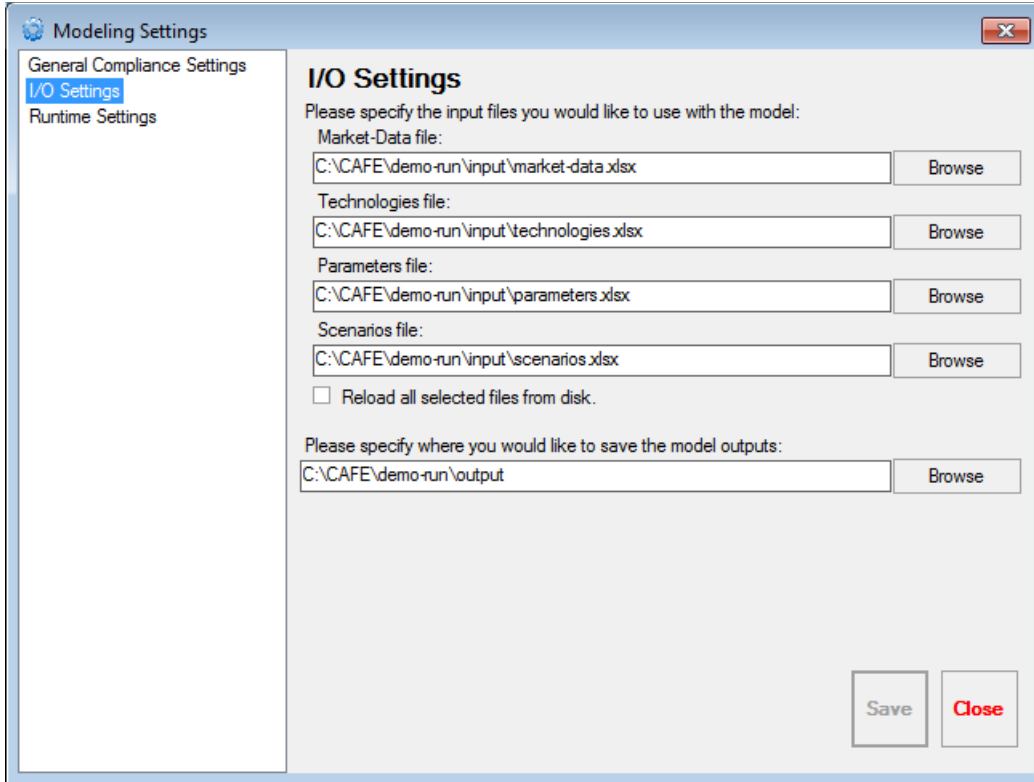 Modeling Settings
General Compliance Settings
I/O Settings
Runtime Settings
I/O Settings
Please specify the input files you would like to use with the model:
Market-Data file:
C:\CAFE\demo-run\input\market-data.xlsx
Browse
Technologies file:
C:\CAFE\demo-run\input\technologies.xlsx
Browse
Parameters file:
C:\CAFE\demo-run\input\parameters.xlsx
Browse
Scenarios file:
C:\CAFE\demo-run\input\scenarios.xlsx
Browse
Reload all selected files from disk.
Please specify where you would like to save the model outputs:
C:\CAFE\demo-run\output
Browse
Save
Close